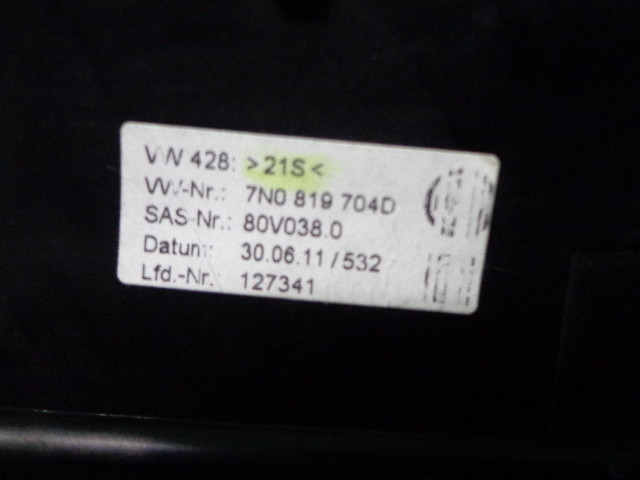 VW 428: >21S<
VW-Nr.: 7N0 819 704D
SAS-Nr.: 80V038.0
Datum: 30.06.11 / 532
Lfd.-Nr. 127341